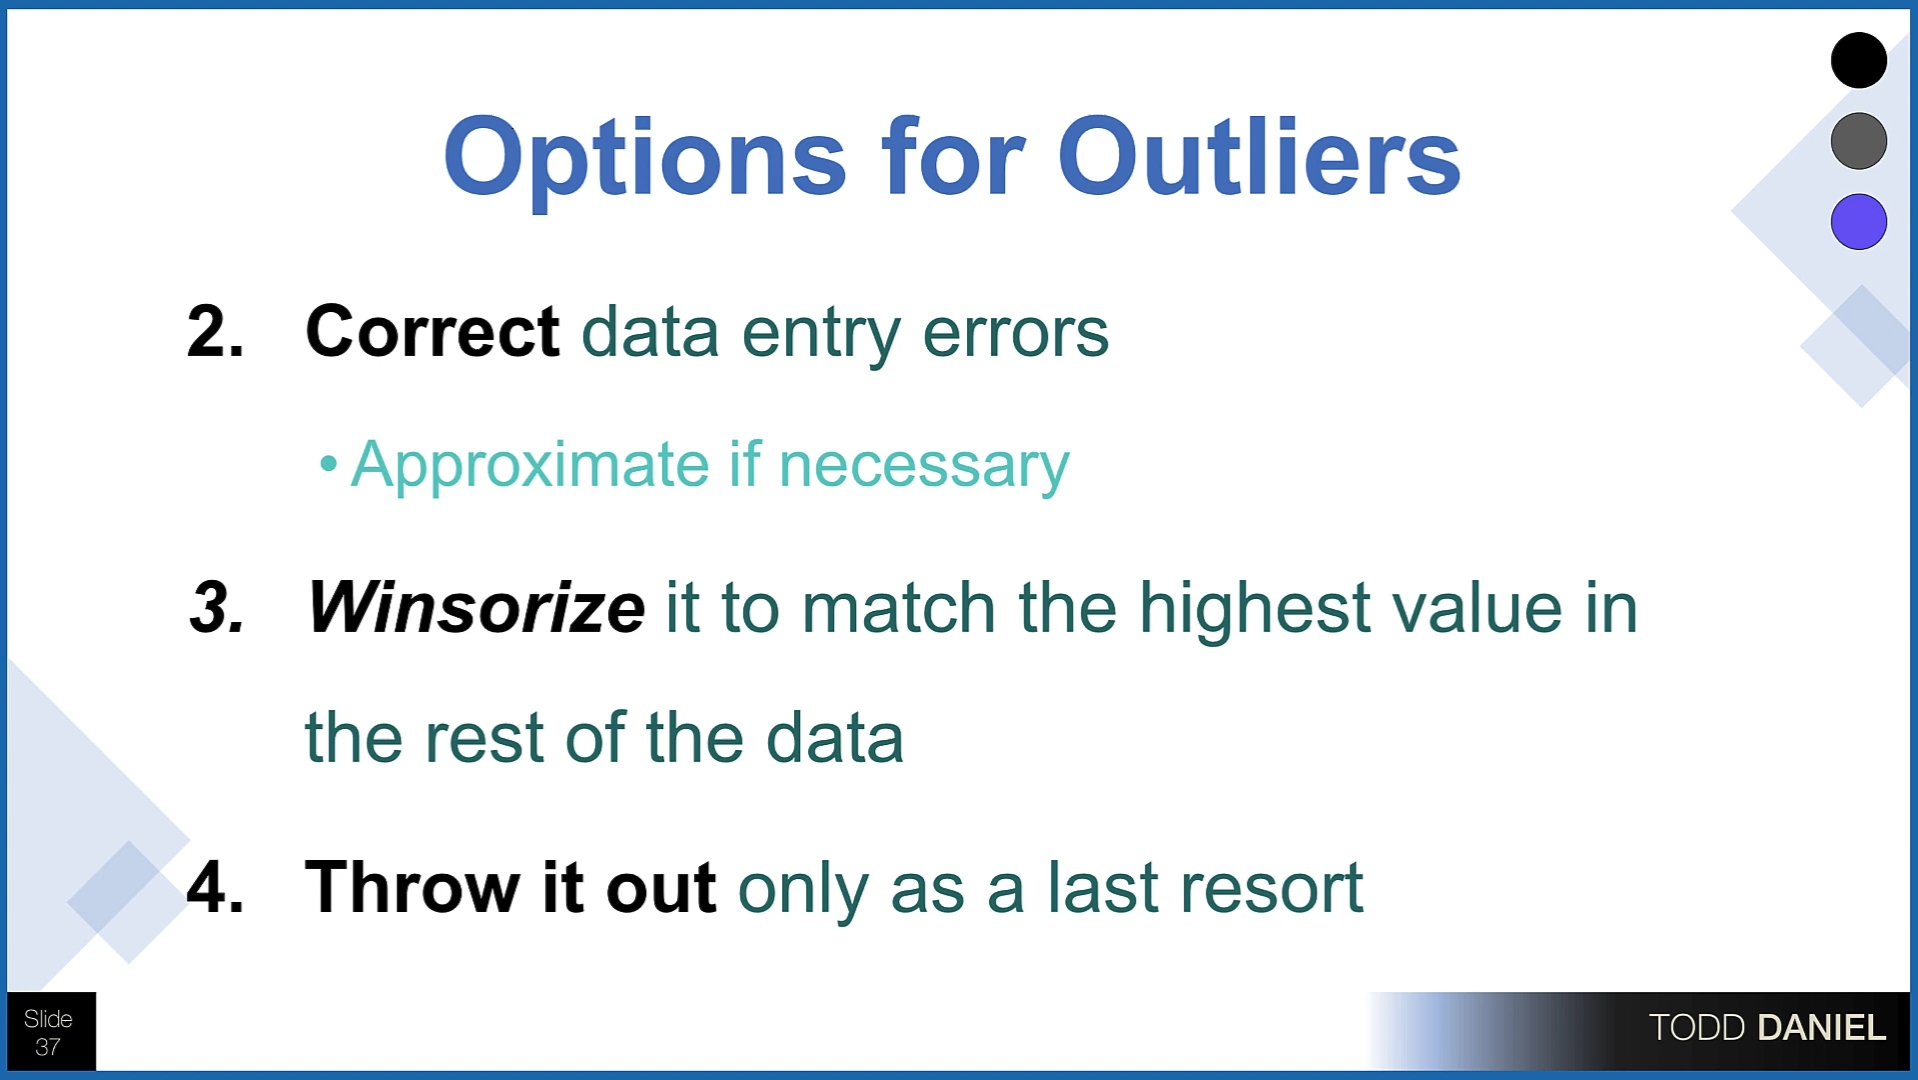 Options for Outliers
2. Correct data entry errors
• Approximate if necessary
3. Winsorize it to match the highest value in
the rest of the data
4. Throw it out only as a last resort
Slide
37
TODD DANIEL